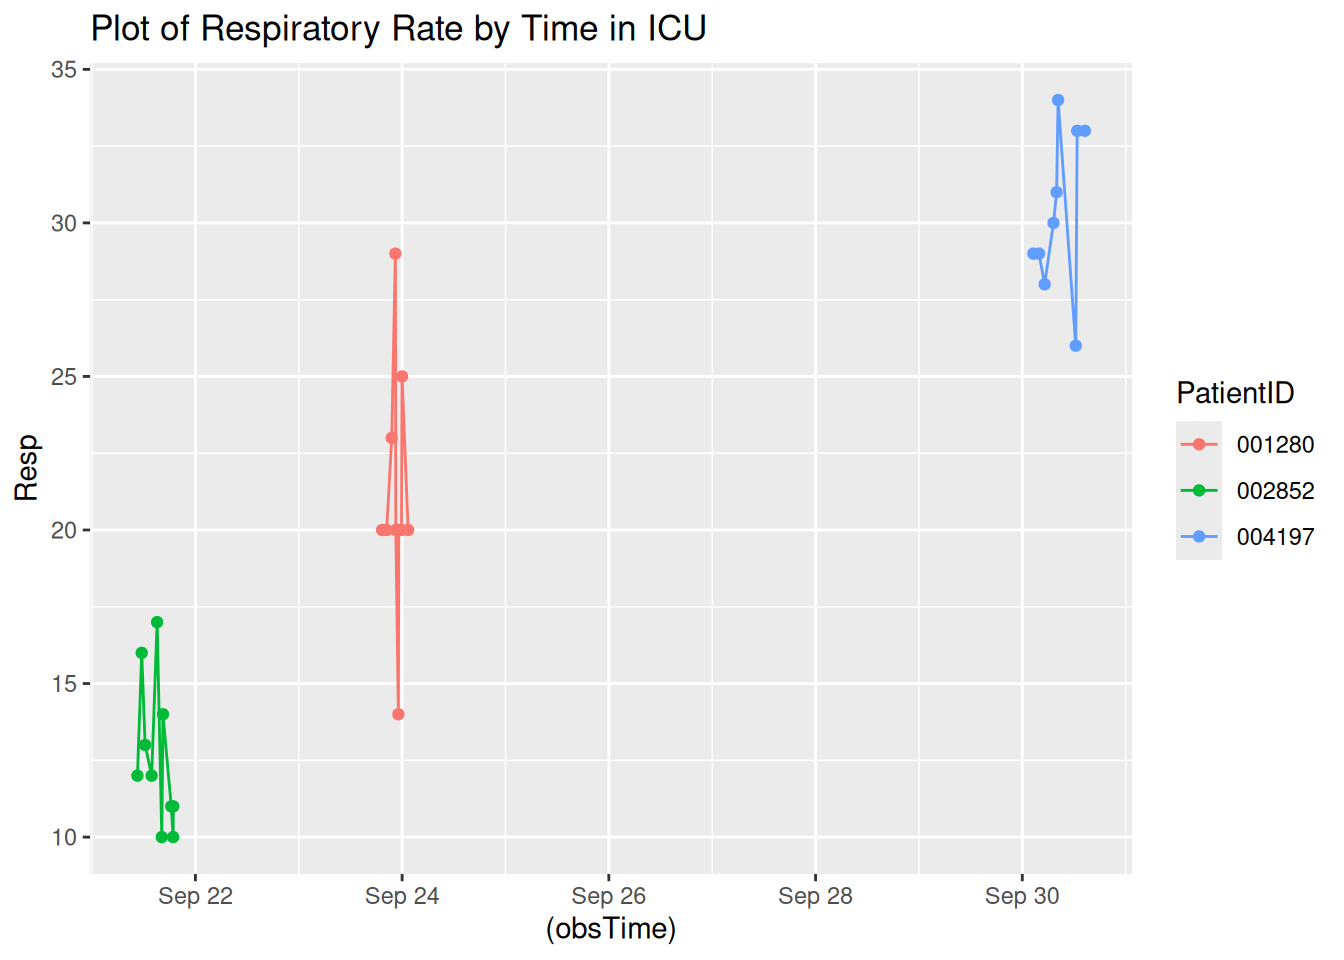 Plot of Respiratory Rate by Time in ICU
35
30
25
20
15
10
Resp
Sep 22
Sep 24
Sep 26
Sep 28
Sep 30
(obsTime)
PatientID
001280
002852
004197